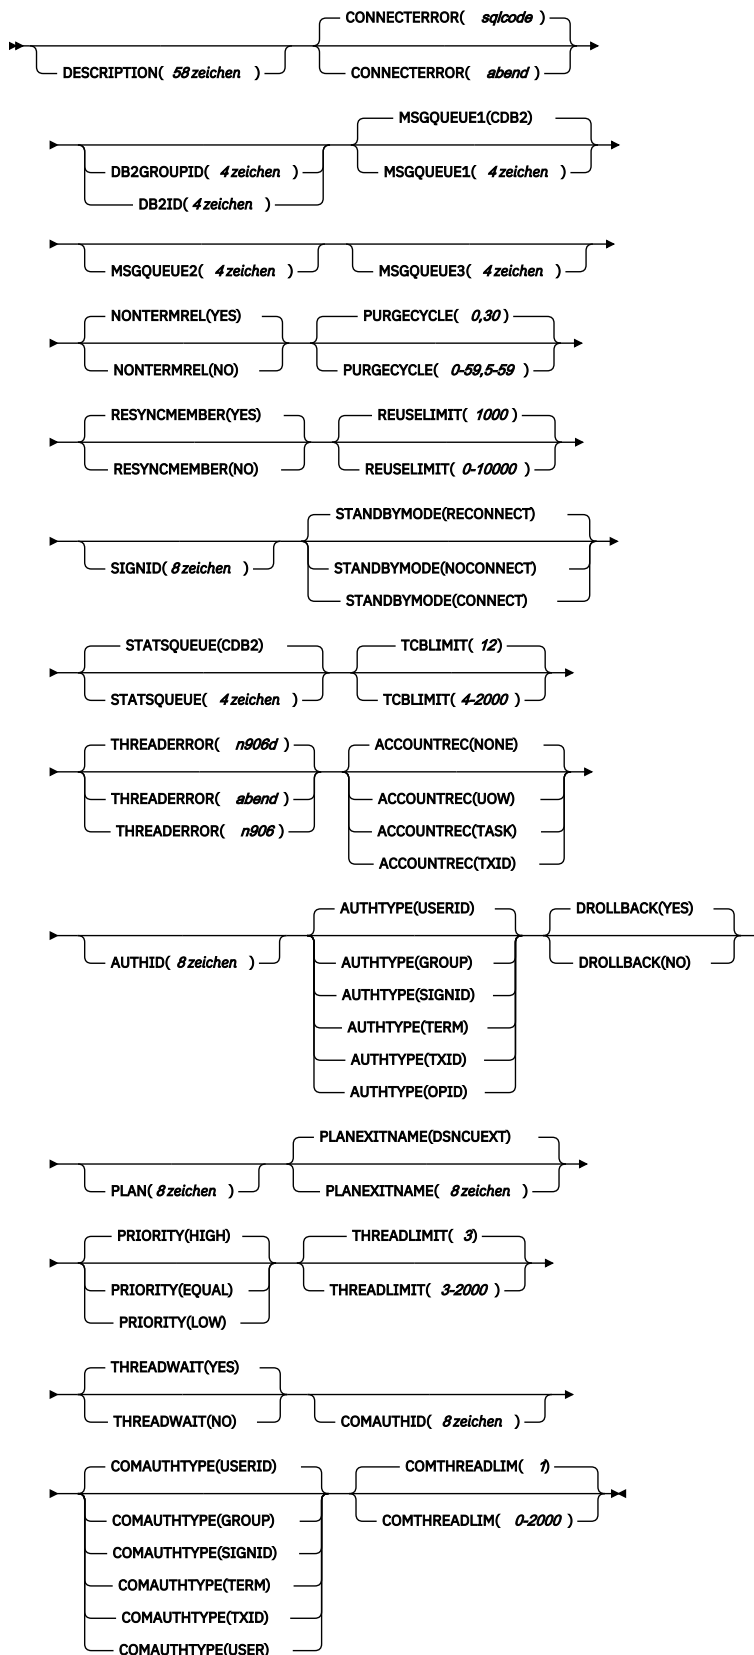 CONNECTERROR( sqlcode )
DESCRIPTION( 58 zeichen )
CONNECTERROR( abend )
MSGQUEUE1(CDB2)
DB2GROUPID( 4 zeichen )
MSGQUEUE1( 4 zeichen )
DB2ID( 4 zeichen )
MSGQUEUE2( 4 zeichen )
MSGQUEUE3( 4 zeichen )
NONTERMREL(YES)
PURGECYCLE( 0,30 )
NONTERMREL(NO)
PURGECYCLE( 0-59,5-59 )
RESYNCMEMBER(YES)
REUSELIMIT( 1000 )
RESYNCMEMBER(NO)
REUSELIMIT( 0-10000 )
STANDBYMODE(RECONNECT)
SIGNID( 8 zeichen )
STANDBYMODE(NOCONNECT)
STANDBYMODE(CONNECT)
STATSQUEUE(CDB2)
TCBLIMIT( 12)
STATSQUEUE( 4 zeichen )
TCBLIMIT( 4-2000 )
THREADERROR( n906d )
ACCOUNTREC(NONE)
THREADERROR( abend )
ACCOUNTREC(UOW)
THREADERROR( n906 )
ACCOUNTREC(TASK)
ACCOUNTREC(TXID)
AUTHTYPE(USERID)
DROLLBACK(YES)
AUTHID( 8 zeichen )
AUTHTYPE(GROUP)
DROLLBACK(NO)
AUTHTYPE(SIGNID)
AUTHTYPE(TERM)
AUTHTYPE(TXID)
AUTHTYPE(OPID)
PLANEXITNAME(DSNCUEXT)
PLAN( 8 zeichen )
PLANEXITNAME( 8 zeichen )
PRIORITY(HIGH)
THREADLIMIT( 3)
PRIORITY(EQUAL)
THREADLIMIT( 3-2000 )
PRIORITY(LOW)
THREADWAIT(YES)
THREADWAIT(NO)
COMAUTHID( 8 zeichen )
COMAUTHTYPE(USERID)
COMTHREADLIM( 1)
COMAUTHTYPE(GROUP)
COMTHREADLIM( 0-2000 )
COMAUTHTYPE(SIGNID)
COMAUTHTYPE(TERM)
COMAUTHTYPE(TXID)
COMAUTHTYPE(USER)